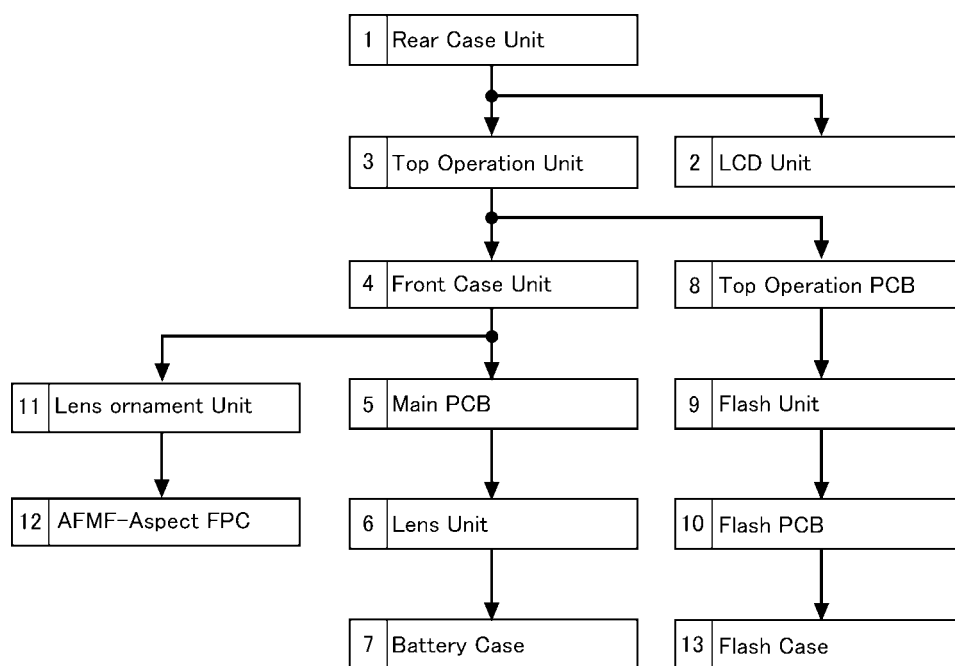 1 Rear Case Unit
3 Top Operation Unit
2 LCD Unit
4 Front Case Unit
8 Top Operation PCB
11 Lens ornament Unit
5 Main PCB
9 Flash Unit
12 AFMF-Aspect FPC
6 Lens Unit
10 Flash PCB
7 Battery Case
13 Flash Case